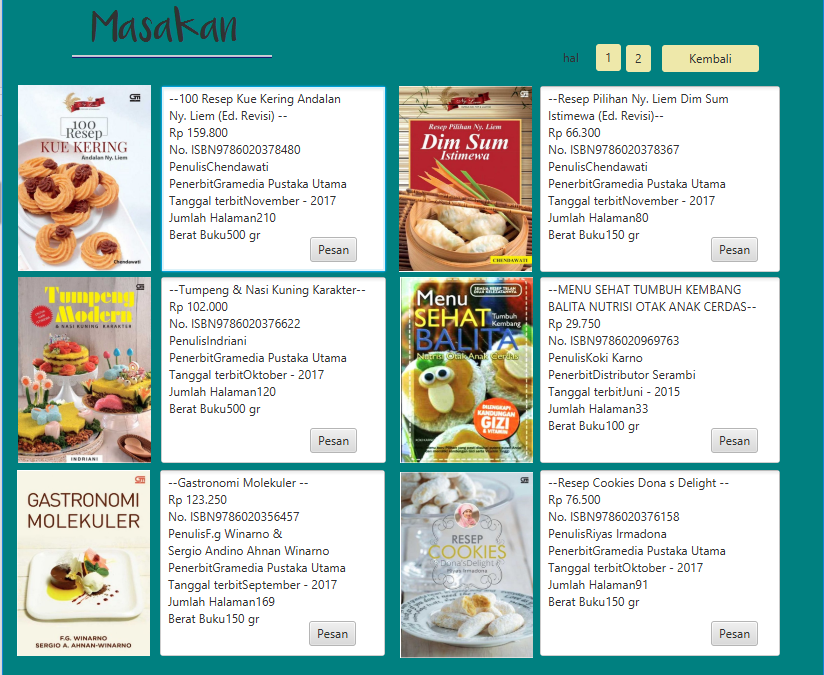 Masakan
hal
1
2
Kembali
100
Resep
KUE KERING
Andalan Ny. Liem
Chendawati
--100 Resep Kue Kering Andalan
Ny. Liem (Ed. Revisi) --
Rp 159.800
No. ISBN9786020378480
PenulisChendawati
PenerbitGramedia Pustaka Utama
Tanggal terbitNovember - 2017
Jumlah Halaman210
Berat Buku500 gr
Pesan
Resep Pilihan Ny. Liem
Dim Sum
Istimewa
CHENDAWATI
--Resep Pilihan Ny. Liem Dim Sum
Istimewa (Ed. Revisi)--
Rp 66.300
No. ISBN9786020378367
PenulisChendawati
PenerbitGramedia Pustaka Utama
Tanggal terbitNovember - 2017
Jumlah Halaman80
Berat Buku150 gr
Pesan
Tumpeng
Modern
& NASI KUNING KARAKTER
INDRIANI
--Tumpeng & Nasi Kuning Karakter--
Rp 102.000
No. ISBN9786020376622
PenulisIndriani
PenerbitGramedia Pustaka Utama
Tanggal terbitOktober - 2017
Jumlah Halaman120
Berat Buku500 gr
Pesan
Menu
SEHAT
Tumbuh
Kembang
BALITA
Nutrisi Otak Anak Cerdas
DILENGKAPI
KANDUNGAN
GIZI
& VITAMIN
--MENU SEHAT TUMBUH KEMBANG
BALITA NUTRISI OTAK ANAK CERDAS--
Rp 29.750
No. ISBN9786020969763
PenulisKoki Karno
PenerbitDistributor Serambi
Tanggal terbitJuni - 2015
Jumlah Halaman33
Berat Buku100 gr
Pesan
GASTRONOMI
MOLEKULER
F.G. WINARNO
SERGIO A. AHNAN-WINARNO
--Gastronomi Molekuler --
Rp 123.250
No. ISBN9786020356457
PenulisF.g Winarno &
Sergio Andino Ahnan Winarno
PenerbitGramedia Pustaka Utama
Tanggal terbitSeptember - 2017
Jumlah Halaman169
Berat Buku150 gr
Pesan
RESEP
COOKIES
Dona'sDelight
Riyas Irmadona
--Resep Cookies Dona s Delight --
Rp 76.500
No. ISBN9786020376158
PenulisRiyas Irmadona
PenerbitGramedia Pustaka Utama
Tanggal terbitOktober - 2017
Jumlah Halaman91
Berat Buku150 gr
Pesan